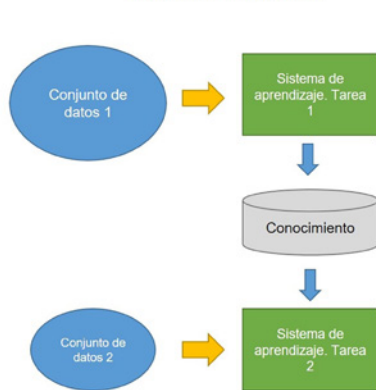 Conjunto de
datos 1
Sistema de
aprendizaje. Tarea
1
Conocimiento
Conjunto de
datos 2
Sistema de
aprendizaje. Tarea
2